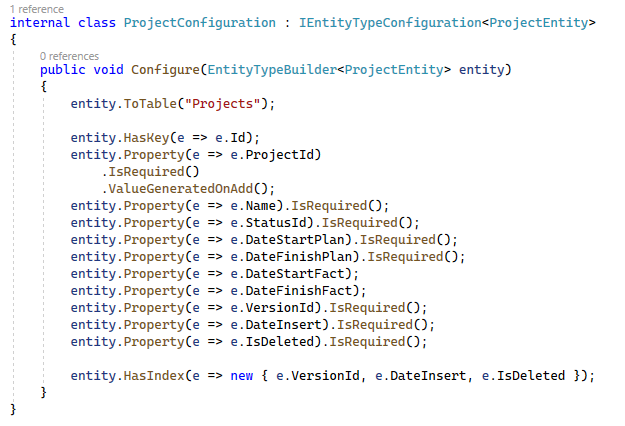 1 reference
internal class ProjectConfiguration : IEntityTypeConfiguration<ProjectEntity>
{
0 references
public void Configure(EntityTypeBuilder<ProjectEntity> entity)
{
entity.ToTable("Projects");
entity.HasKey(e => e.Id);
entity.Property(e => e.ProjectId)
.IsRequired()
.ValueGeneratedOnAdd();
entity.Property(e => e.Name).IsRequired();
entity.Property(e => e.StatusId).IsRequired();
entity.Property(e => e.DateStartPlan).IsRequired();
entity.Property(e => e.DateFinishPlan).IsRequired();
entity.Property(e => e.DateStartFact);
entity.Property(e => e.DateFinishFact);
entity.Property(e => e.VersionId).IsRequired();
entity.Property(e => e.DateInsert).IsRequired();
entity.Property(e => e.IsDeleted).IsRequired();
entity.HasIndex(e => new { e.VersionId, e.DateInsert, e.IsDeleted });
}
}